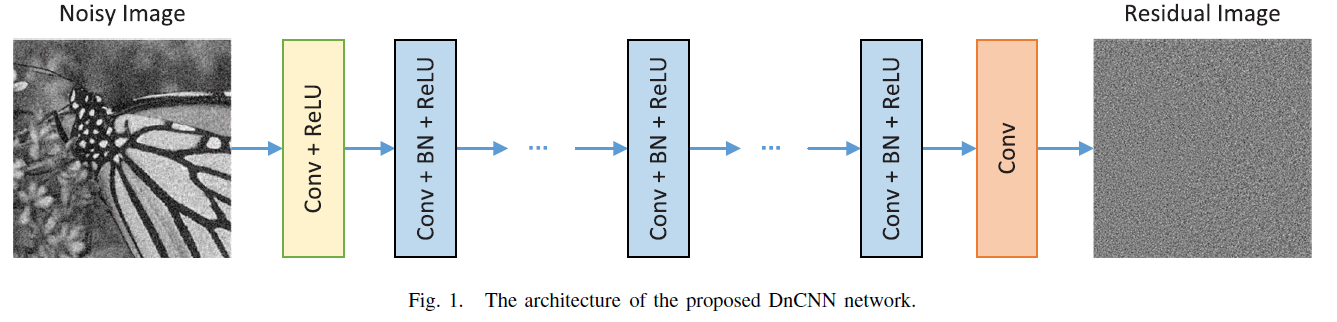 Noisy Image
Residual Image
Conv + ReLU
Conv + BN + ReLU
...
Conv + BN + ReLU
...
Conv + BN + ReLU
Conv
Fig. 1. The architecture of the proposed DnCNN network.